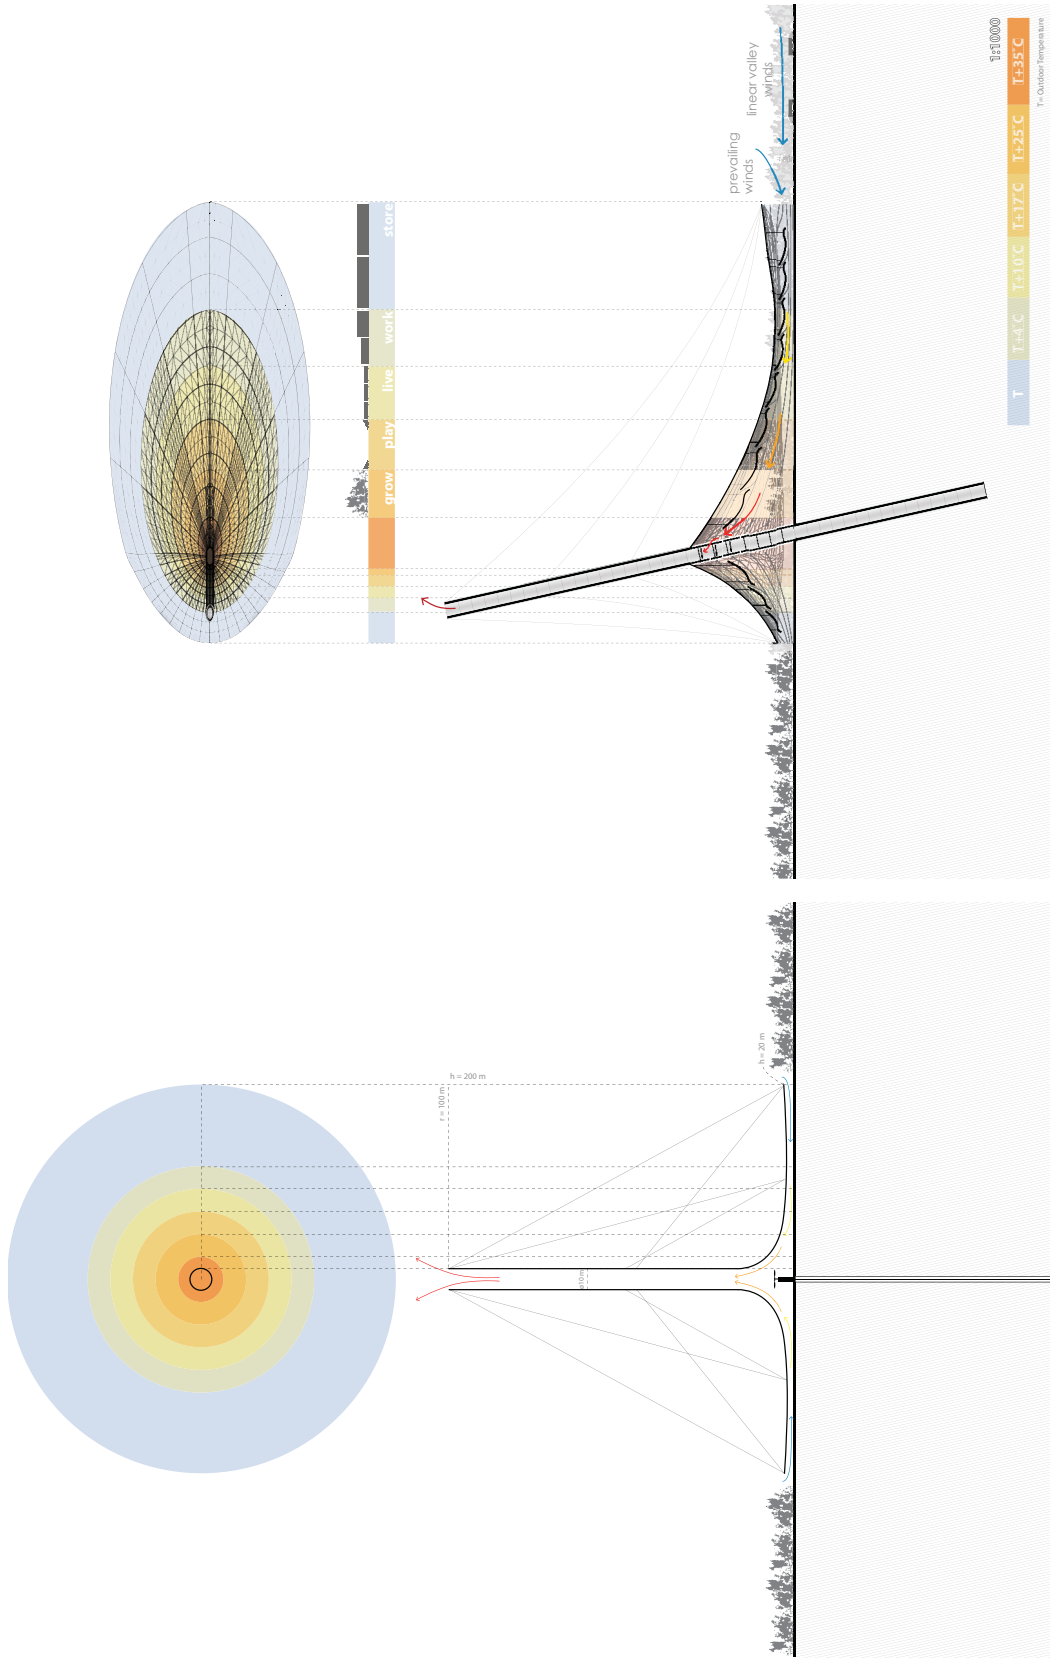 linear valley
winds
prevailing
winds
store
work
live
play
grow
1:1000
T+35˚C
T+25˚C
T+17˚C
T+10˚C
T+4˚C
T
T = Outdoor Temperature
h = 200 m
r = 100 m
h = 20 m